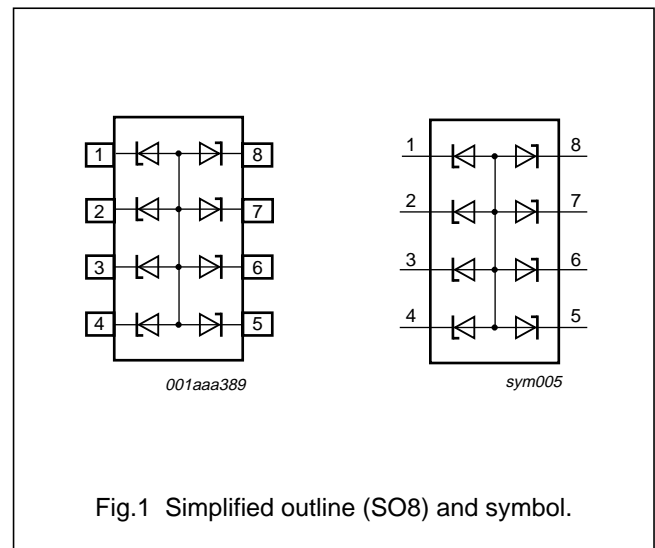 1 8 1 8
2 7 2 7
3 6 3 6
4 5 4 5
001aaa389 sym005
Fig.1 Simplified outline (SO8) and symbol.